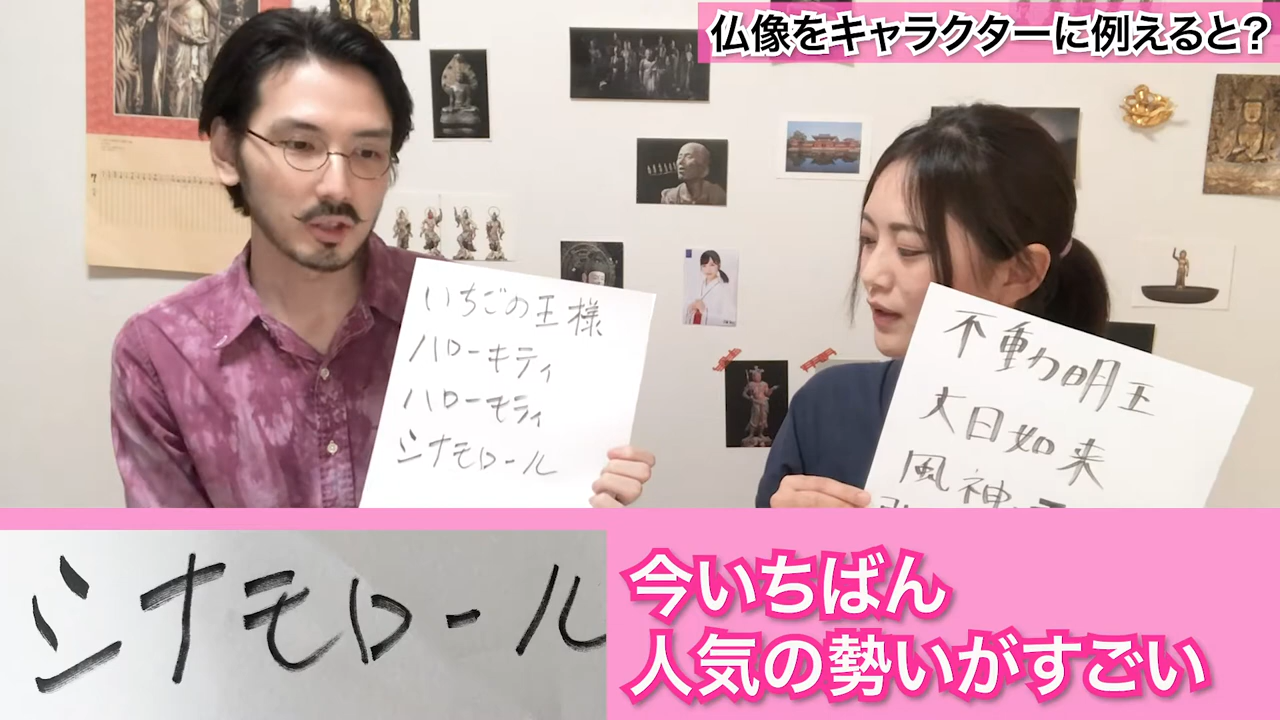 仏像をキャラクターに例えると?
いちごの王様
ハローキティ
ハローモティ
シナモロール
不動明王
大日如来
風神
7
シナモロール
今いちばん
人気の勢いがすごい